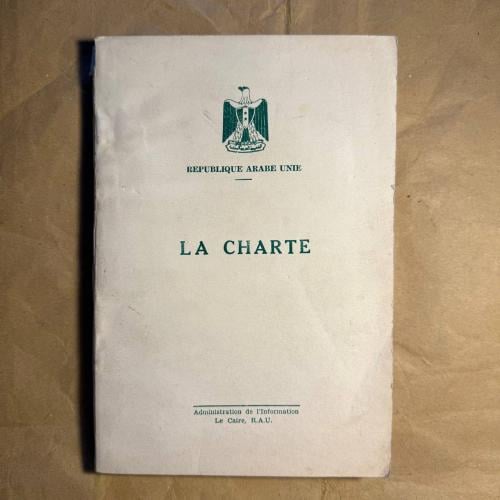 REPUBLIQUE ARABE UNIE
LA CHARTE
Administration de l'Information
Le Caire, R.A.U.